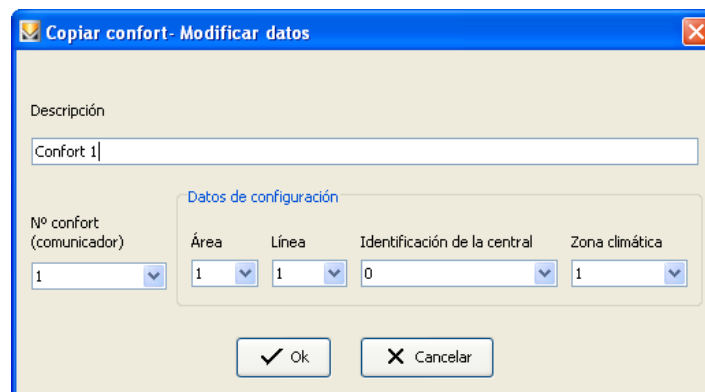 Copiar confort- Modificar datos
Descripción
Confort 1
Datos de configuración
Nº confort
(comunicador)
Área Línea Identificación de la central Zona climática
1 1 1 0 1
Ok Cancelar